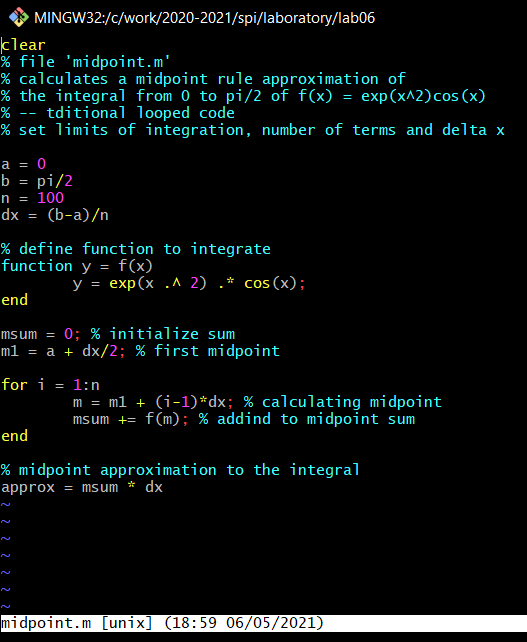 MINGW32:/c/work/2020-2021/spi/laboratory/lab06
clear
% file 'midpoint.m'
% calculates a midpoint rule approximation of
% the integral from 0 to pi/2 of f(x) = exp(x^2)cos(x)
% -- tditional looped code
% set limits of integration, number of terms and delta x

a = 0
b = pi/2
n = 100
dx = (b-a)/n

% define function to integrate
function y = f(x)
        y = exp(x .^ 2) .* cos(x);
end

msum = 0; % initialize sum
m1 = a + dx/2; % first midpoint

for i = 1:n
        m = m1 + (i-1)*dx; % calculating midpoint
        msum += f(m); % addind to midpoint sum
end

% midpoint approximation to the integral
approx = msum * dx
~
~
~
~
~
~
~
midpoint.m [unix] (18:59 06/05/2021)